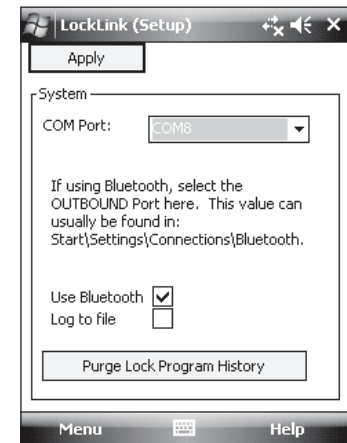 LockLink (Setup)
Apply
System
COM Port:
COM8
If using Bluetooth, select the
OUTBOUND Port here. This value can
usually be found in:
Start\Settings\Connections\Bluetooth.
Use Bluetooth
Log to file
Purge Lock Program History
Menu
Help